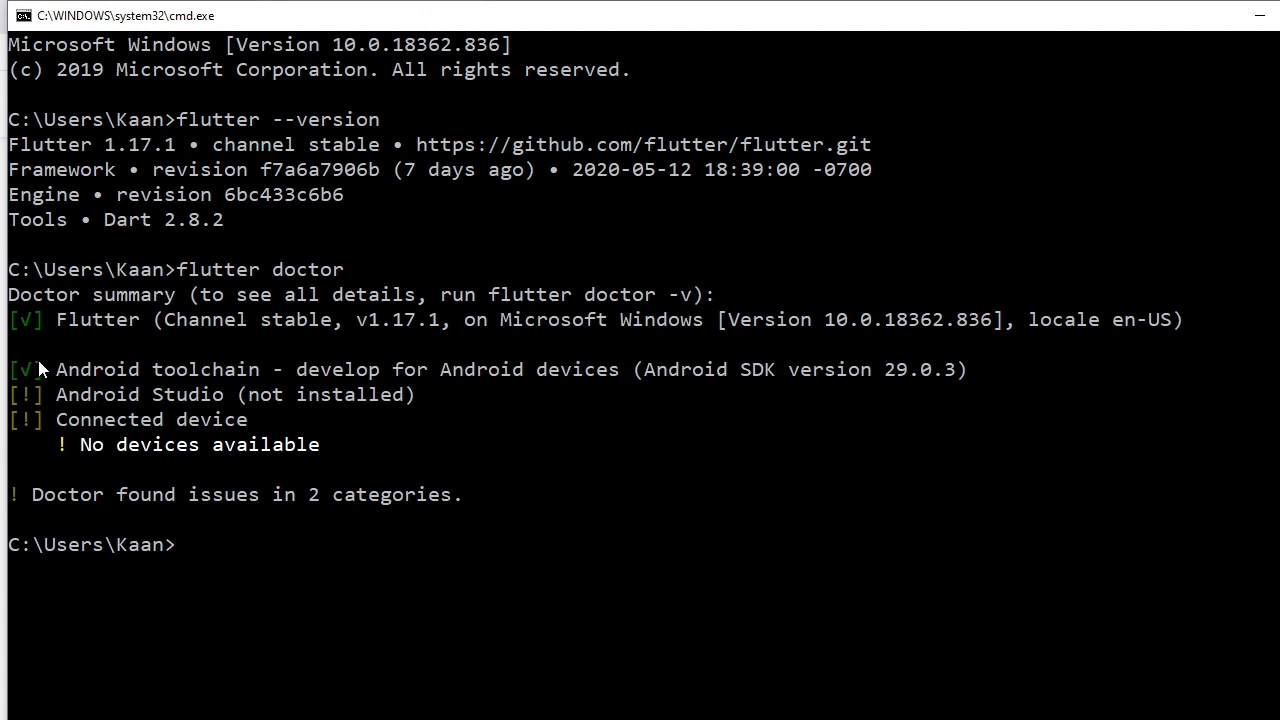 C:\WINDOWS\system32\cmd.exe
Microsoft Windows [Version 10.0.18362.836]
(c) 2019 Microsoft Corporation. All rights reserved.
C:\Users\Kaan>flutter --version
Flutter 1.17.1 • channel stable • https://github.com/flutter/flutter.git
Framework • revision f7a6a7906b (7 days ago) • 2020-05-12 18:39:00 -0700
Engine • revision 6bc433c6b6
Tools • Dart 2.8.2
C:\Users\Kaan>flutter doctor
Doctor summary (to see all details, run flutter doctor -v):
[√] Flutter (Channel stable, v1.17.1, on Microsoft Windows [Version 10.0.18362.836], locale en-US)
[√] Android toolchain - develop for Android devices (Android SDK version 29.0.3)
[!] Android Studio (not installed)
[!] Connected device
! No devices available
! Doctor found issues in 2 categories.
C:\Users\Kaan>